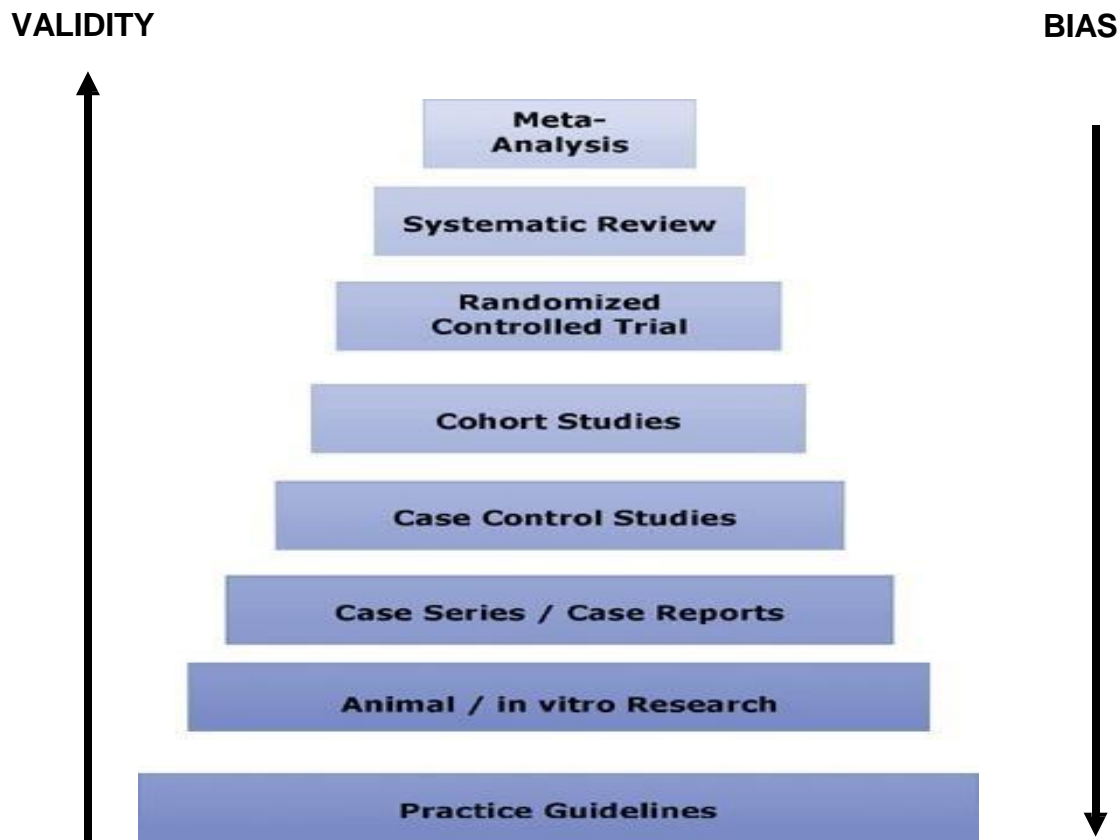 VALIDITY
BIAS
Meta-
Analysis
Systematic Review
Randomized
Controlled Trial
Cohort Studies
Case Control Studies
Case Series / Case Reports
Animal / in vitro Research
Practice Guidelines